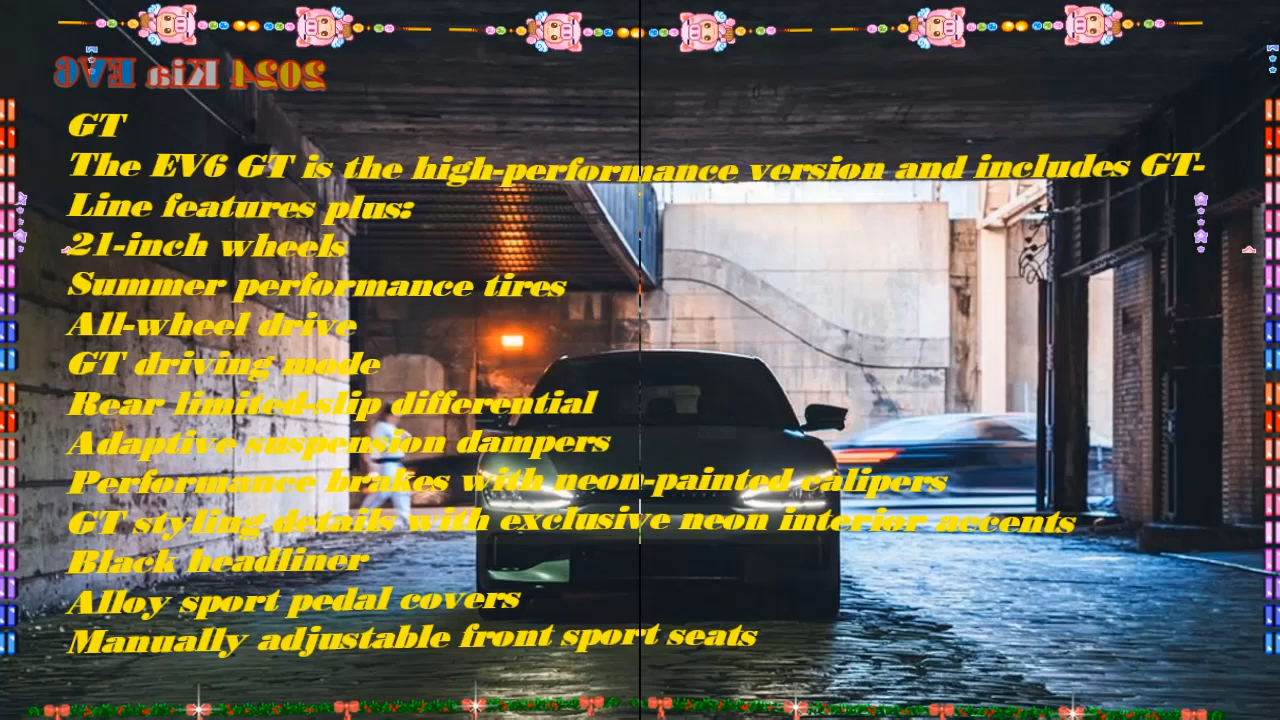 2024 Kia EV6
GT
The EV6 GT is the high-performance version and includes GT-
Line features plus:
21-inch wheels
Summer performance tires
All-wheel drive
GT driving mode
Rear limited-slip differential
Adaptive suspension dampers
Performance brakes with neon-painted calipers
GT styling details with exclusive neon interior accents
Black headliner
Alloy sport pedal covers
Manually adjustable front sport seats